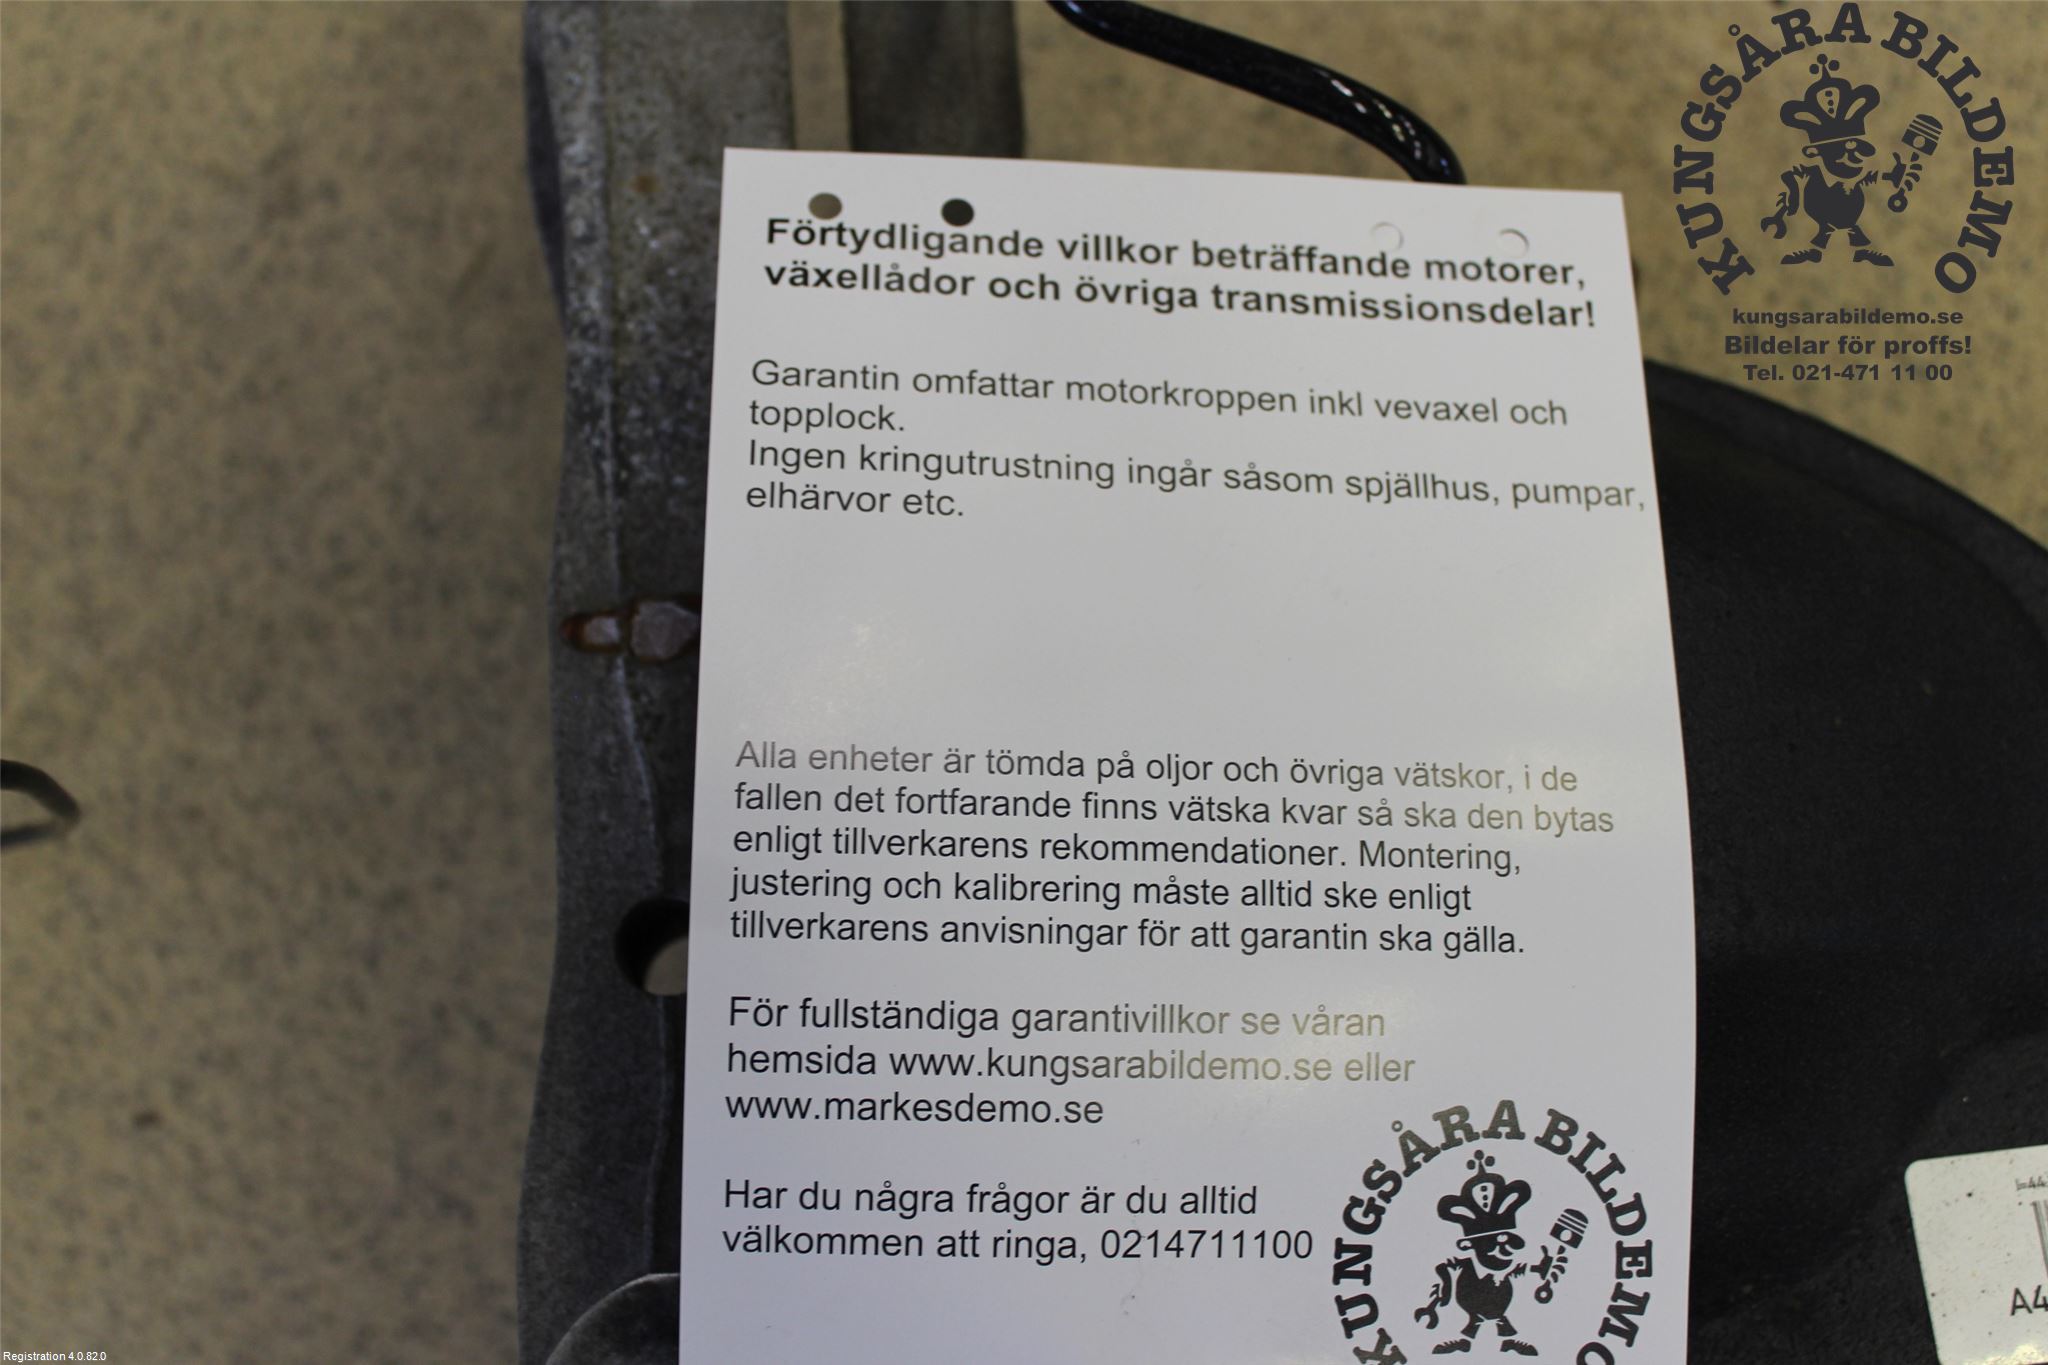 KUNGSÅRA BILDEMO
kungsarabildemo.se
Bildelar för proffs!
Tel. 021-471 11 00
Förtydligande villkor beträffande motorer,
växellådor och övriga transmissionsdelar!
Garantin omfattar motorkroppen inkl vevaxel och
topplock.
Ingen kringutrustning ingår såsom spjällhus, pumpar,
elhärvor etc.
Alla enheter är tömda på oljor och övriga vätskor, i de
fallen det fortfarande finns vätska kvar så ska den bytas
enligt tillverkarens rekommendationer. Montering,
justering och kalibrering måste alltid ske enligt
tillverkarens anvisningar för att garantin ska gälla.
För fullständiga garantivillkor se våran
hemsida www.kungsarabildemo.se eller
www.markesdemo.se
Har du några frågor är du alltid
välkommen att ringa, 0214711100
KUNGSÅRA BILDEMO
A4
Registration 4.0.82.0